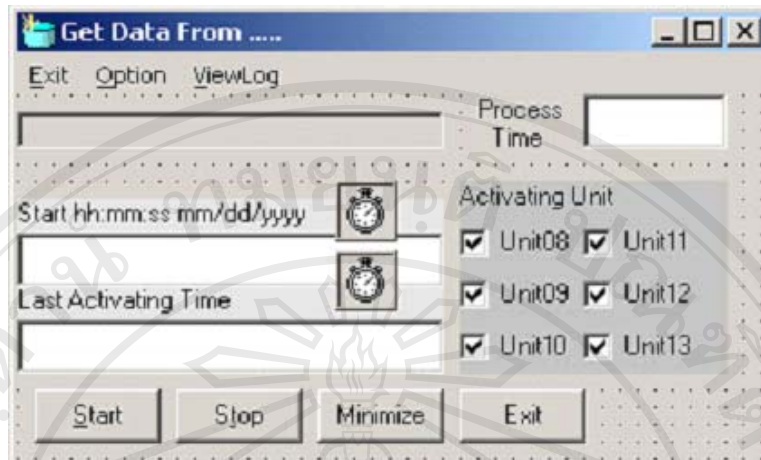 Get Data From .....
Exit Option ViewLog
Process
Time
Start hh:mm:ss mm/dd/yyyy
Last Activating Time
Activating Unit
Unit08 Unit11
Unit09 Unit12
Unit10 Unit13
Start Stop Minimize Exit